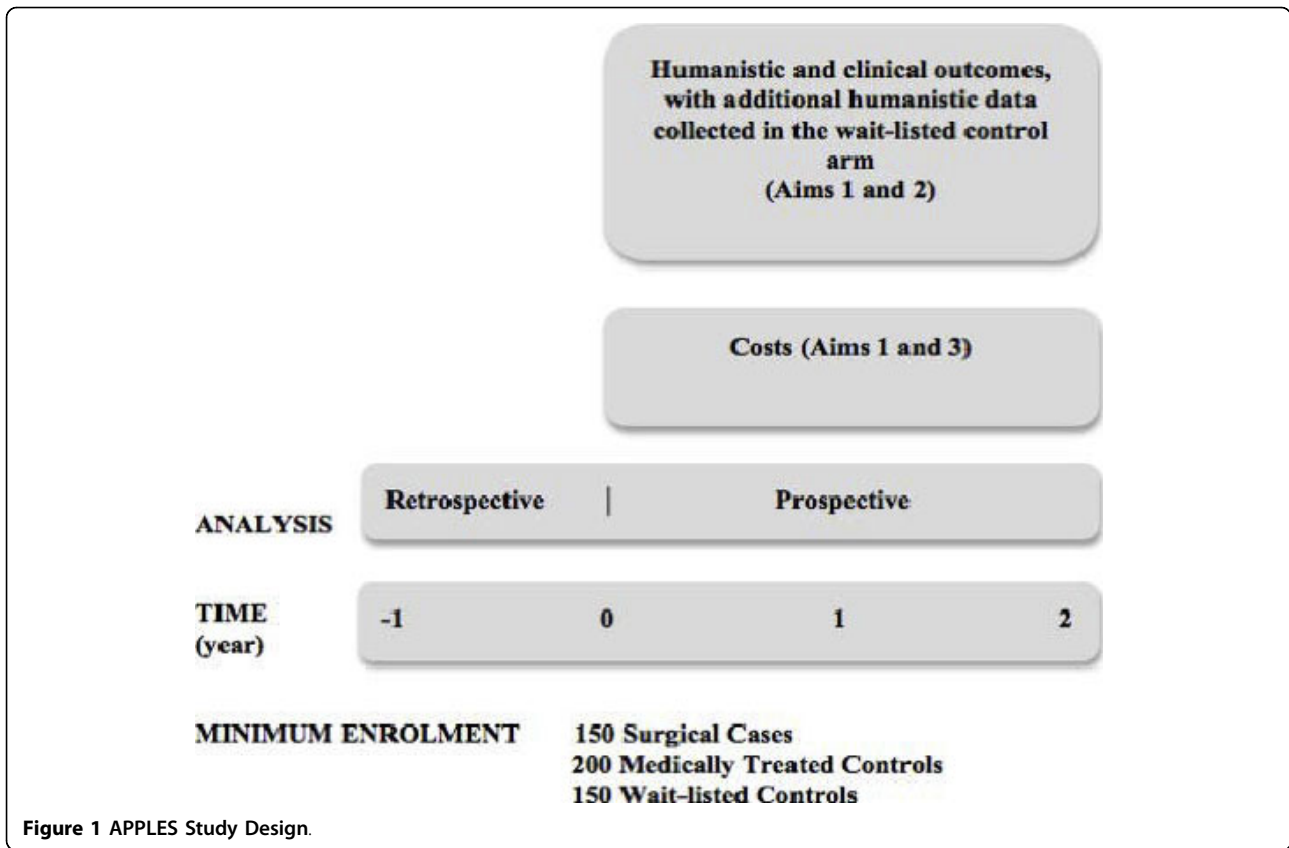 Humanistic and clinical outcomes,
with additional humanistic data
collected in the wait-listed control
arm
(Aims 1 and 2)
Costs (Aims 1 and 3)
ANALYSIS
Retrospective | Prospective
TIME
(year)
-1 0 1 2
MINIMUM ENROLMENT
150 Surgical Cases
200 Medically Treated Controls
150 Wait-listed Controls
Figure 1 APPLES Study Design.